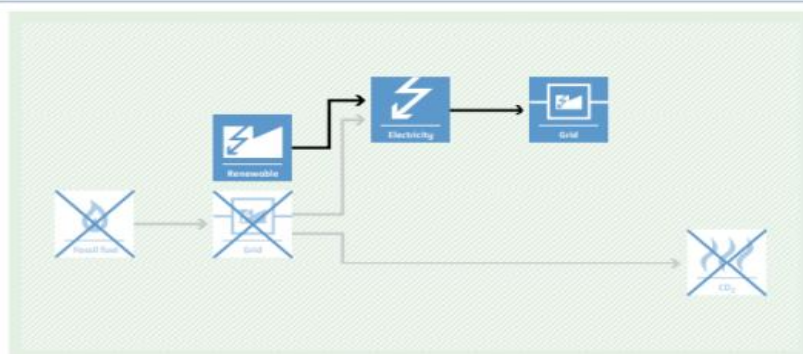 Electricity
Grid
Renewable
Fossil fuel
Grid
CO₂